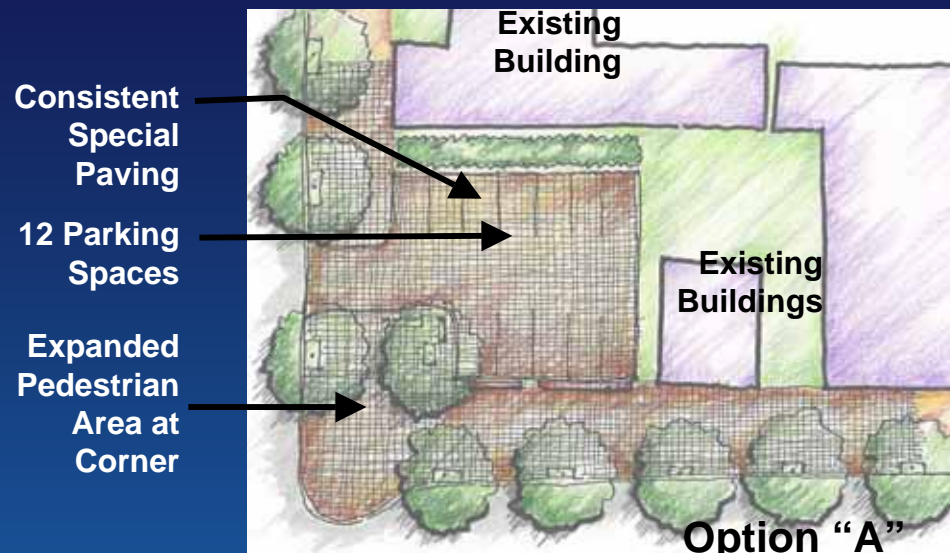 Existing
Building
Consistent
Special
Paving
12 Parking
Spaces
Existing
Buildings
Expanded
Pedestrian
Area at
Corner
Option “A”